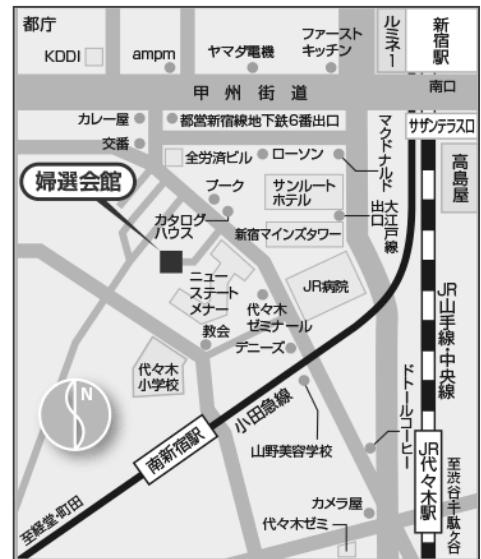 都庁
KDDI
ampm
ヤマダ電機
ファースト
キッチン
ルミネ1
新宿駅
南口
甲州街道
カレー屋
都営新宿線地下鉄6番出口
マクドナルド
サザンテラス口
交番
全労済ビル
ローソン
高島屋
婦選会館
プーク
サンルート
ホテル
大江戸線
出口
カタログ
ハウス
新宿マインズタワー
ニュー
ステート
メナー
JR病院
JR山手線・中央線
代々木
ゼミナール
教会
デニーズ
代々木
小学校
N
小田急線
ドトールコーヒー
南新宿駅
山野美容学校
JR代々木駅
至渋谷・千駄ヶ谷
至経堂・町田
カメラ屋
代々木ゼミ